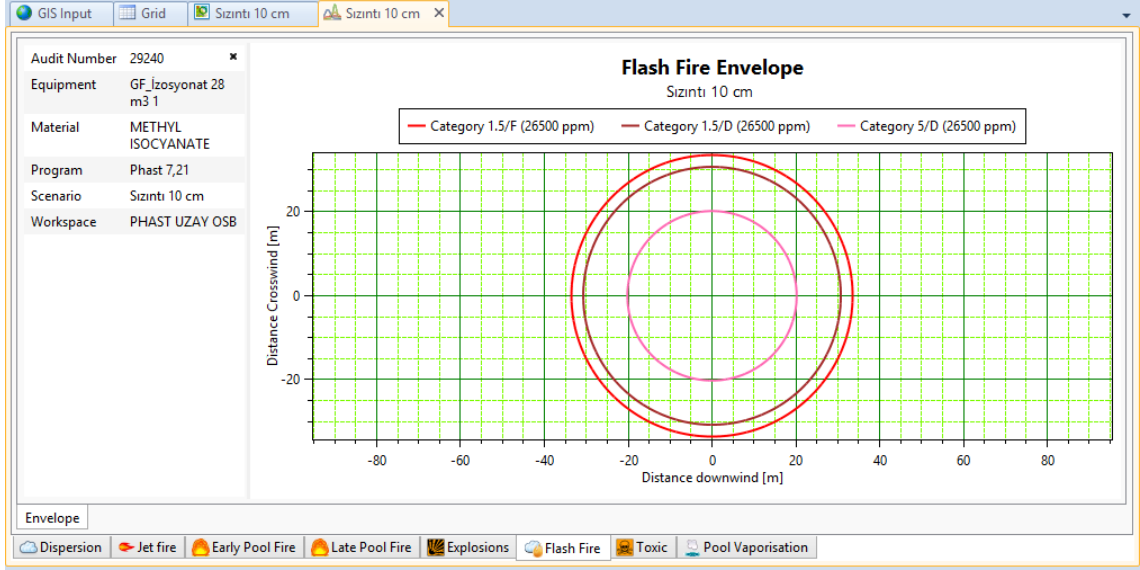 GIS Input
Grid
Sızıntı 10 cm
Sızıntı 10 cm
Audit Number 29240
Equipment GF_İzosyonat 28
m3 1
Material METHYL
ISOCYANATE
Program Phast 7,21
Scenario Sızıntı 10 cm
Workspace PHAST UZAY OSB
Flash Fire Envelope
Sızıntı 10 cm
Category 1.5/F (26500 ppm)
Category 1.5/D (26500 ppm)
Category 5/D (26500 ppm)
Distance Crosswind [m]
20
0
-20
-80 -60 -40 -20 0 20 40 60 80
Distance downwind [m]
Envelope
Dispersion
Jet fire
Early Pool Fire
Late Pool Fire
Explosions
Flash Fire
Toxic
Pool Vaporisation